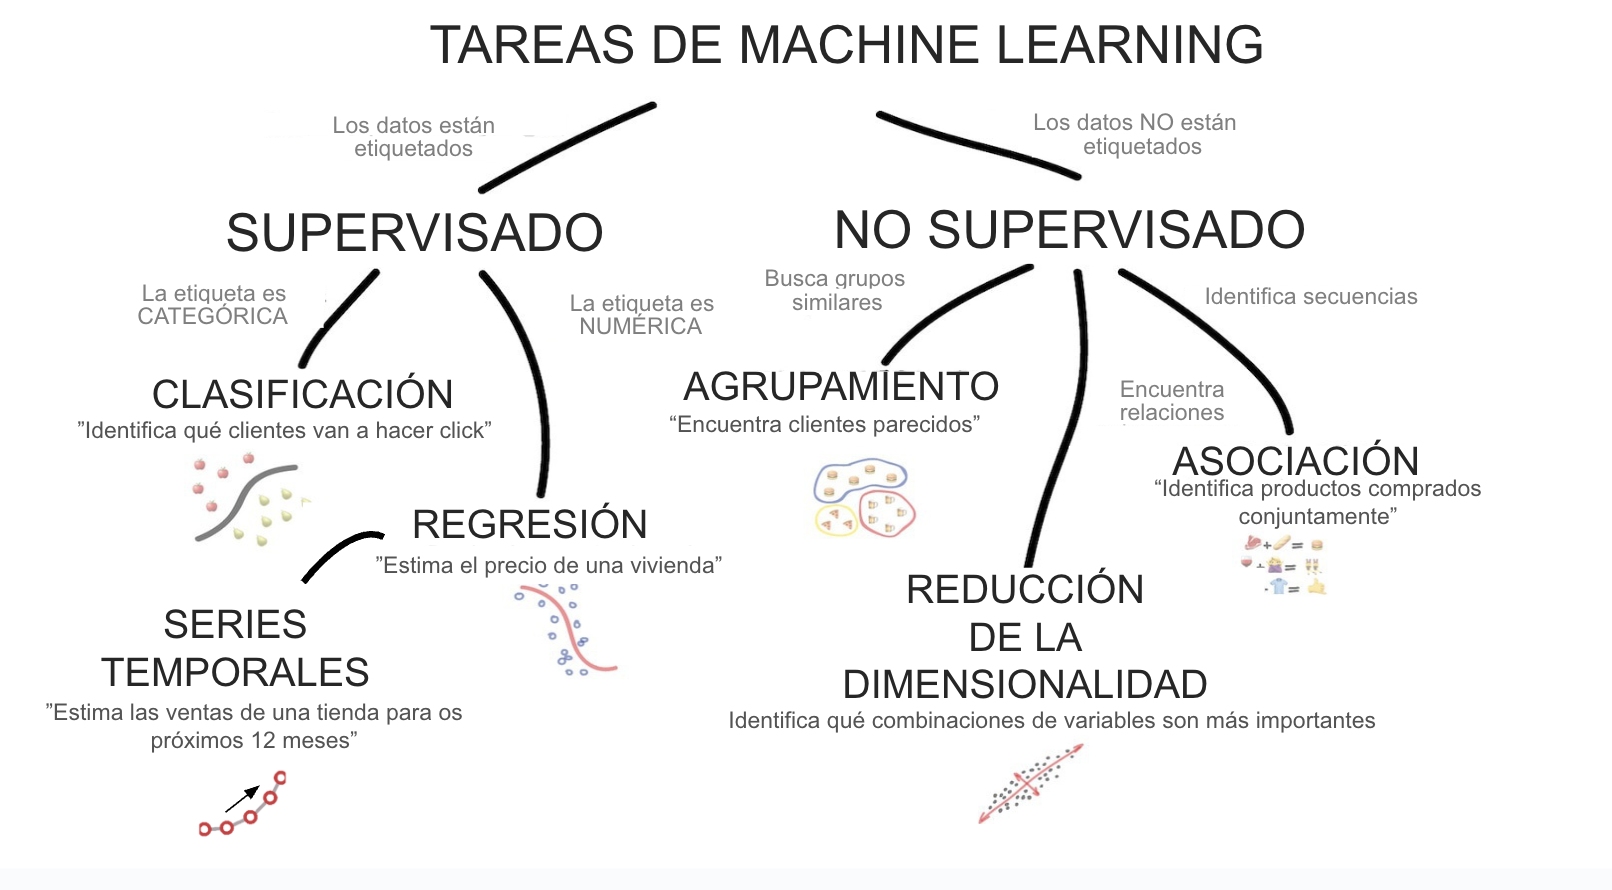 TAREAS DE MACHINE LEARNING
Los datos están
etiquetados
Los datos NO están
etiquetados
SUPERVISADO
NO SUPERVISADO
La etiqueta es
CATEGÓRICA
La etiqueta es
NUMÉRICA
Busca grupos
similares
Identifica secuencias
Encuentra
relaciones
CLASIFICACIÓN
”Identifica qué clientes van a hacer click”
AGRUPAMIENTO
“Encuentra clientes parecidos”
ASOCIACIÓN
“Identifica productos comprados
conjuntamente”
REGRESIÓN
”Estima el precio de una vivienda”
SERIES
TEMPORALES
”Estima las ventas de una tienda para os
próximos 12 meses”
REDUCCIÓN
DE LA
DIMENSIONALIDAD
Identifica qué combinaciones de variables son más importantes